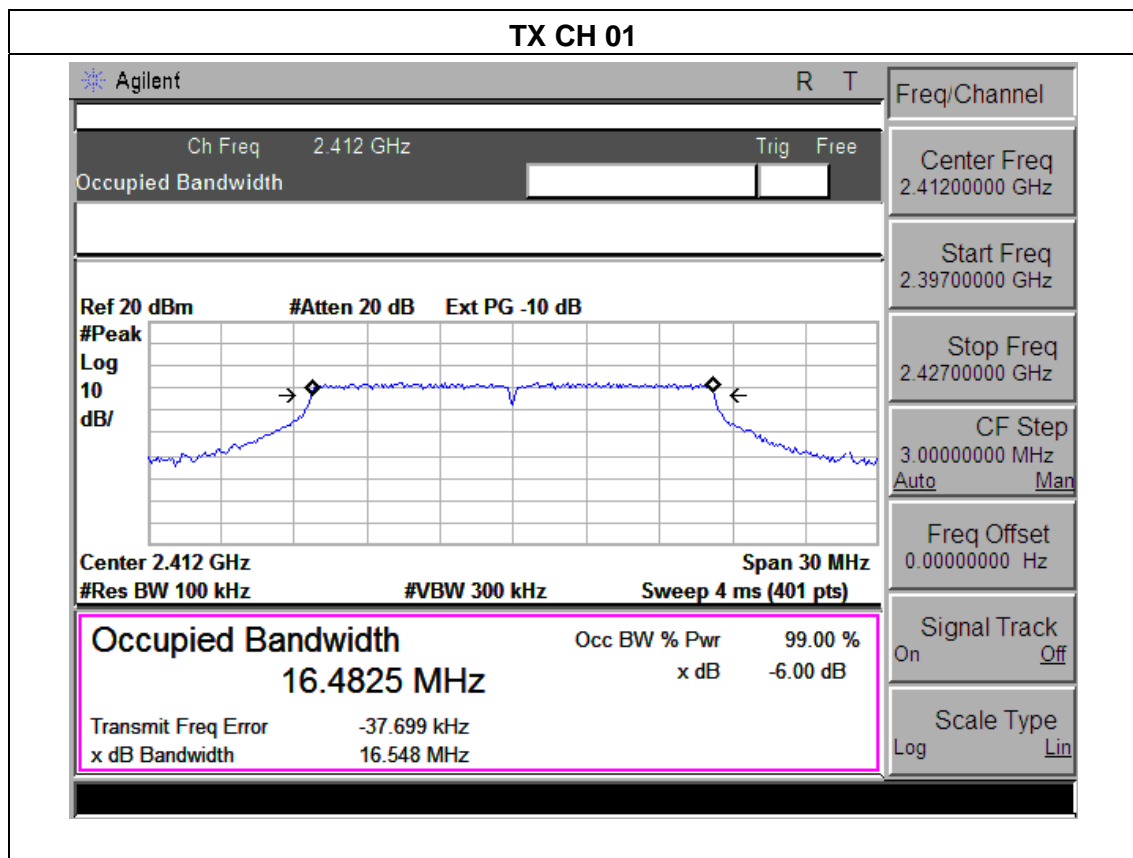 TX CH 01
Agilent R T
Freq/Channel
Ch Freq 2.412 GHz Trig Free
Occupied Bandwidth
Center Freq
2.41200000 GHz
Start Freq
2.39700000 GHz
Ref 20 dBm #Atten 20 dB Ext PG -10 dB
#Peak
Log
10
dB/
Stop Freq
2.42700000 GHz
CF Step
3.00000000 MHz
Auto Man
Freq Offset
0.00000000 Hz
Center 2.412 GHz Span 30 MHz
#Res BW 100 kHz #VBW 300 kHz Sweep 4 ms (401 pts)
Occupied Bandwidth Occ BW % Pwr 99.00 %
16.4825 MHz x dB -6.00 dB
Transmit Freq Error -37.699 kHz
x dB Bandwidth 16.548 MHz
Signal Track
On Off
Scale Type
Log Lin